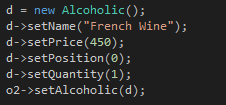 d = new Alcoholic();
d->setName("French Wine");
d->setPrice(450);
d->setPosition(0);
d->setQuantity(1);
o2->setAlcoholic(d);